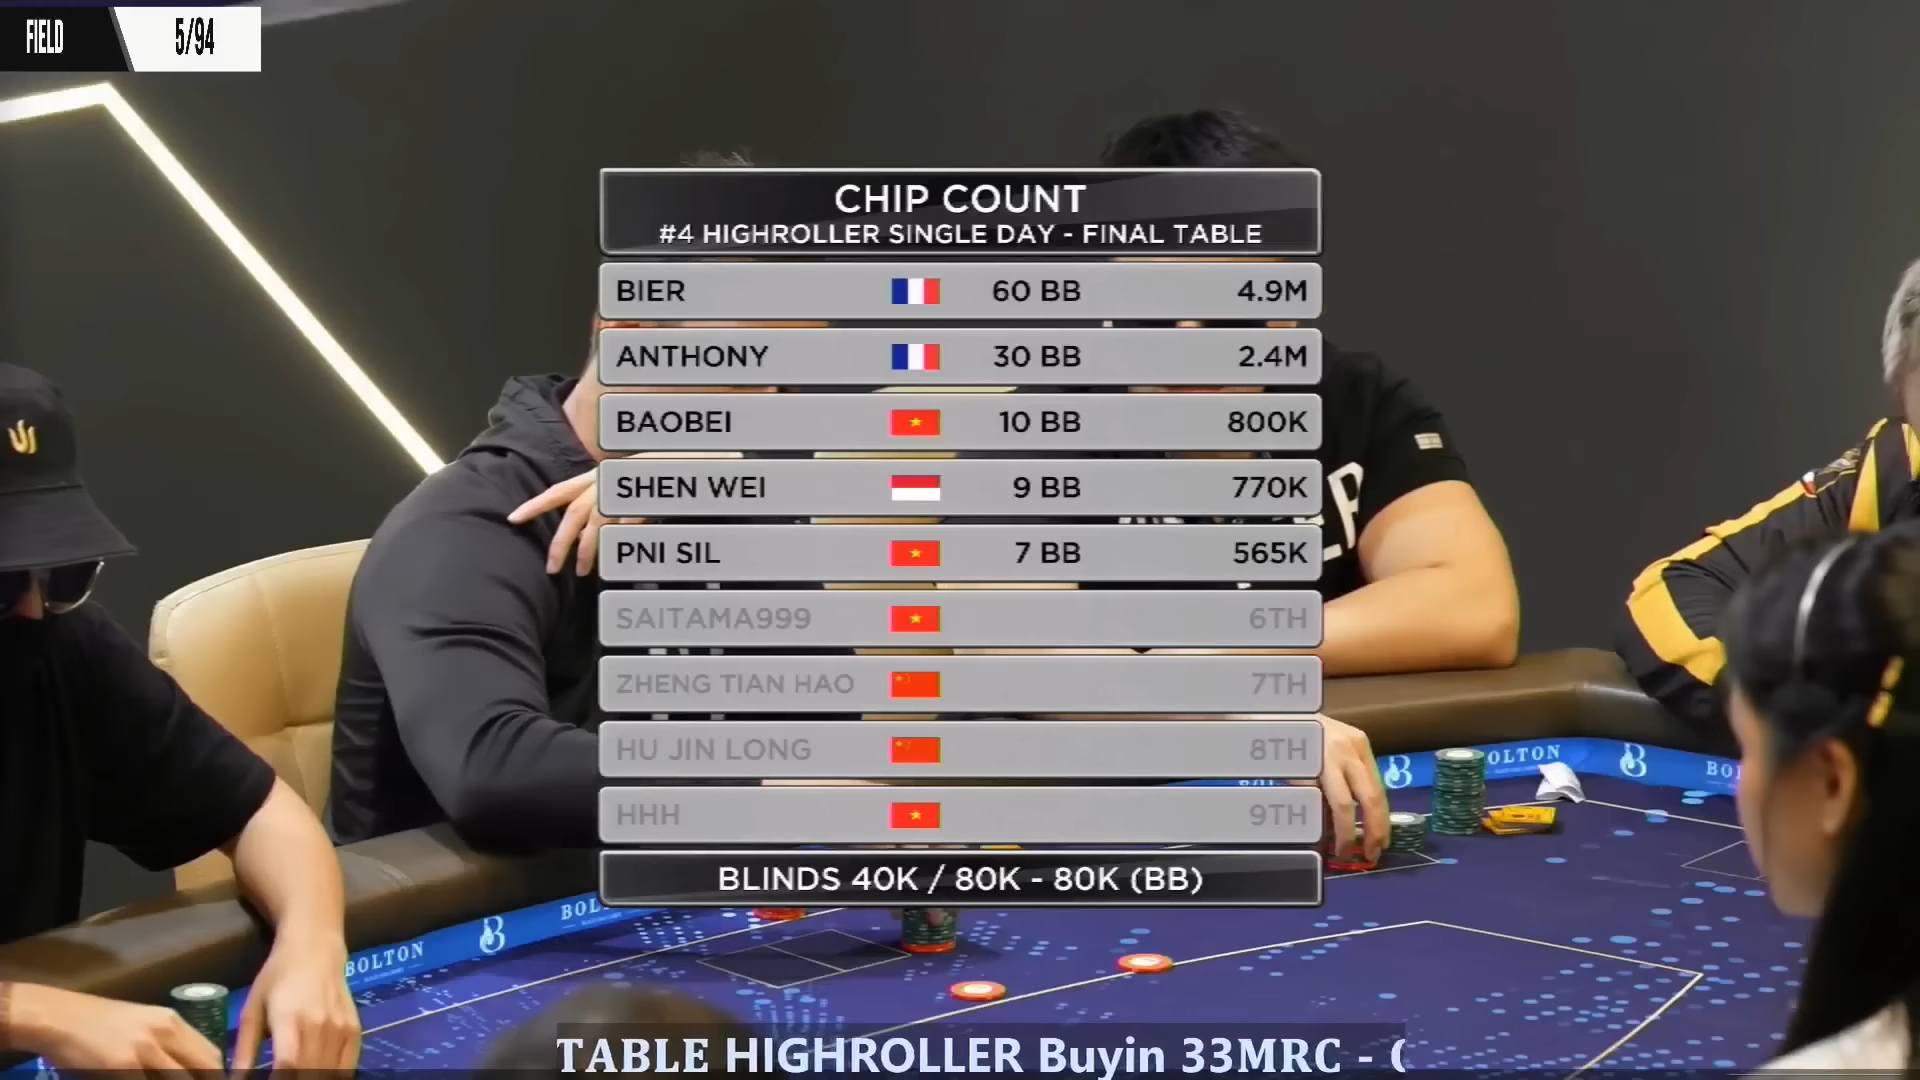 FIELD 5/94
CHIP COUNT
#4 HIGHROLLER SINGLE DAY - FINAL TABLE
BIER 60 BB 4.9M
ANTHONY 30 BB 2.4M
BAOBEI 10 BB 800K
SHEN WEI 9 BB 770K
PNI SIL 7 BB 565K
SAITAMA999 6TH
ZHENG TIAN HAO 7TH
HU JIN LONG 8TH
HHH 9TH
BLINDS 40K / 80K - 80K (BB)
OLTON
BO
BOL
BOLTON
TABLE HIGHROLLER Buyin 33MRC -